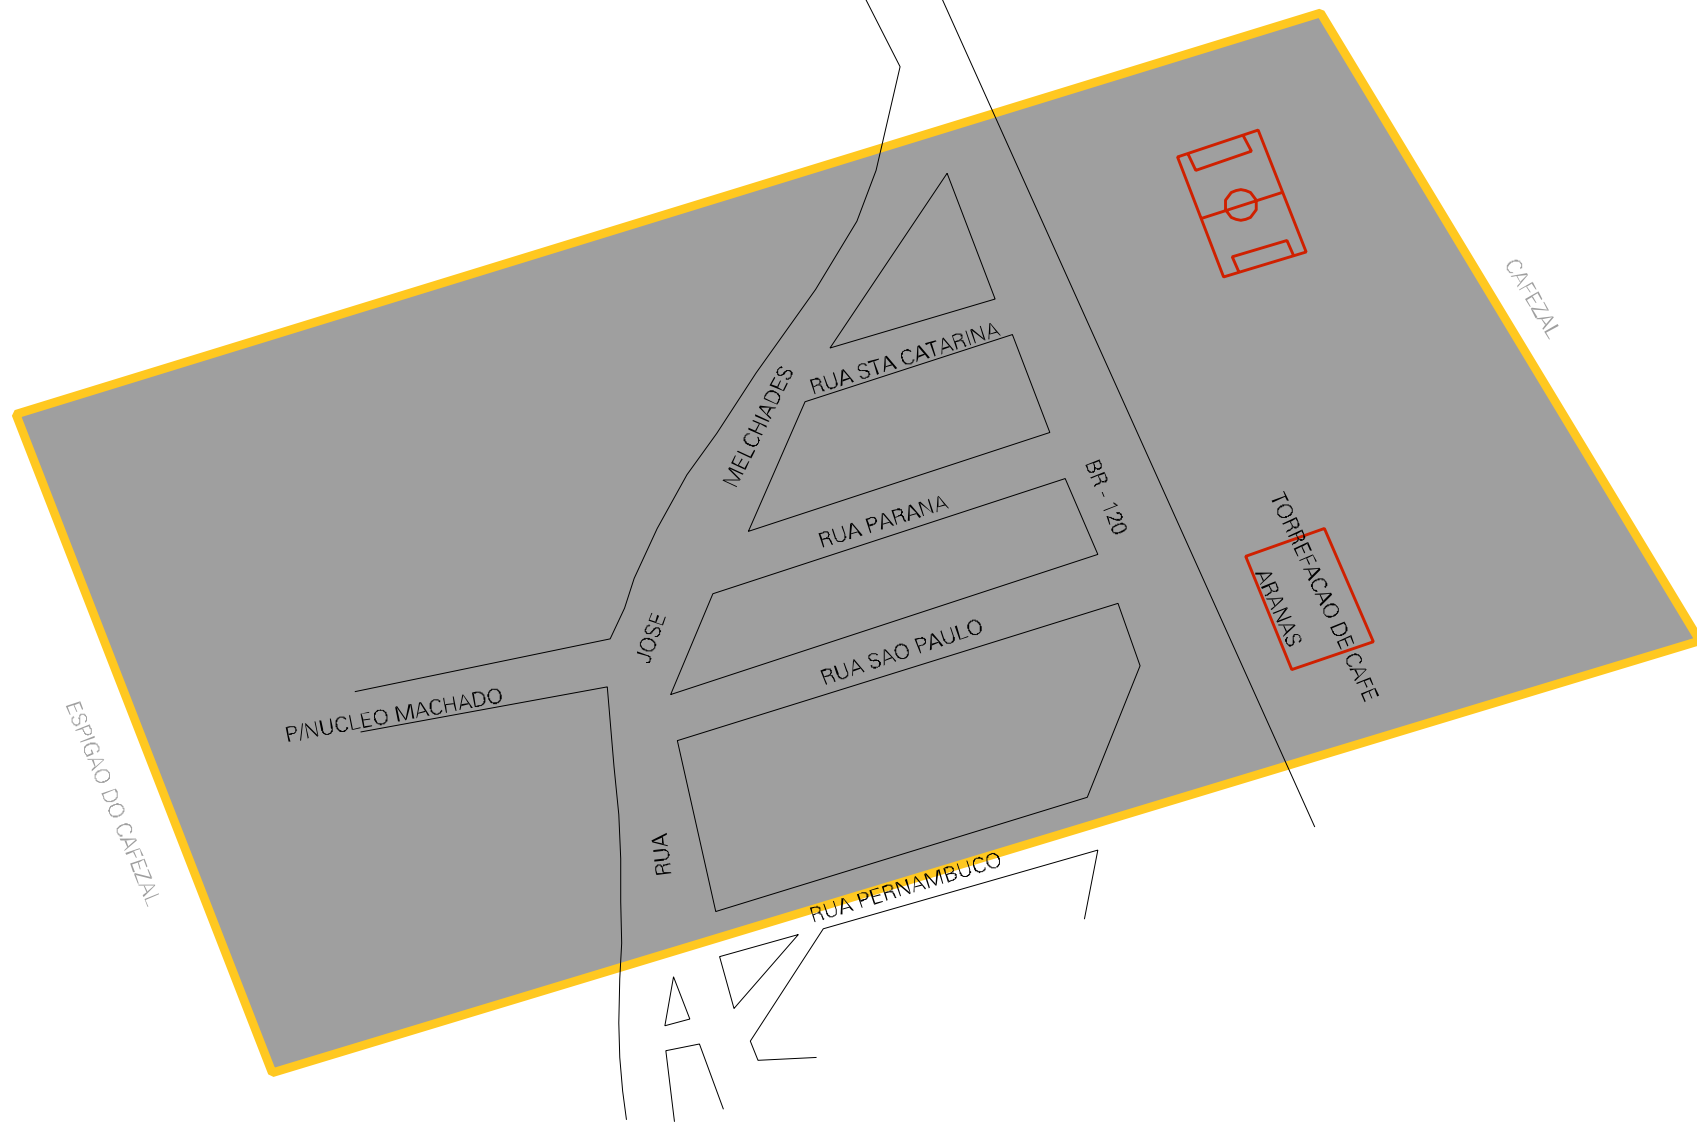 CAFEZAL
RUA STA CATARINA
MELCHIADES
BR - 120
RUA PARANA
TORREFACAO DE CAFE
ARANAS
JOSE
RUA SAO PAULO
P/NUCLEO MACHADO
ESPIGAO DO CAFEZAL
RUA
RUA PERNAMBUCO